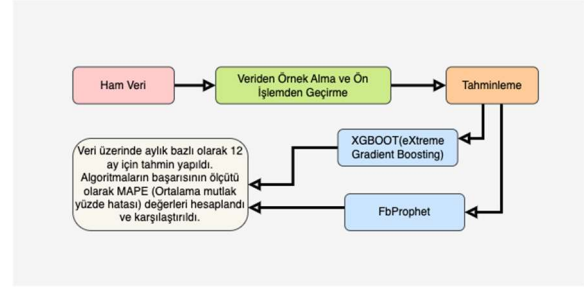 Ham Veri
Veriden Örnek Alma ve Ön
İşlemden Geçirme
Tahminleme
XGBOOT(eXtreme
Gradient Boosting)
FbProphet
Veri üzerinde aylık bazlı olarak 12
ay için tahmin yapıldı.
Algoritmaların başarısının ölçütü
olarak MAPE (Ortalama mutlak
yüzde hatası) değerleri hesaplandı
ve karşılaştırıldı.